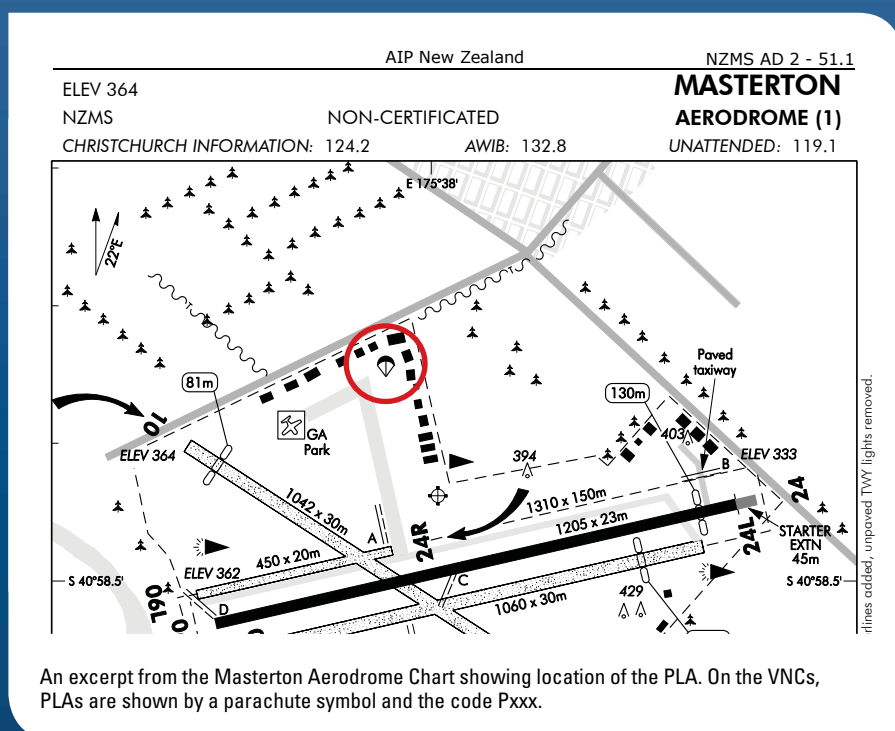 AIP New Zealand
NZMS AD 2 - 51.1
ELEV 364
MASTERTON
NZMS
NON-CERTIFICATED
AERODROME (1)
CHRISTCHURCH INFORMATION: 124.2
AWIB: 132.8
UNATTENDED: 119.1
E 175°38'
22°E
81m
Paved
taxiway
130m
10
GA
Park
403
ELEV 364
394
ELEV 333
B
24
1042 x 30m
1310 x 150m
1205 x 23m
A
24R
24L
STARTER
EXTN
45m
450 x 20m
ELEV 362
S 40°58.5'
S 40°58.5'
06L
D
C
1060 x 30m
429
rlines added, unpaved TWY lights removed.
An excerpt from the Masterton Aerodrome Chart showing location of the PLA. On the VNCs,
PLAs are shown by a parachute symbol and the code Pxxx.